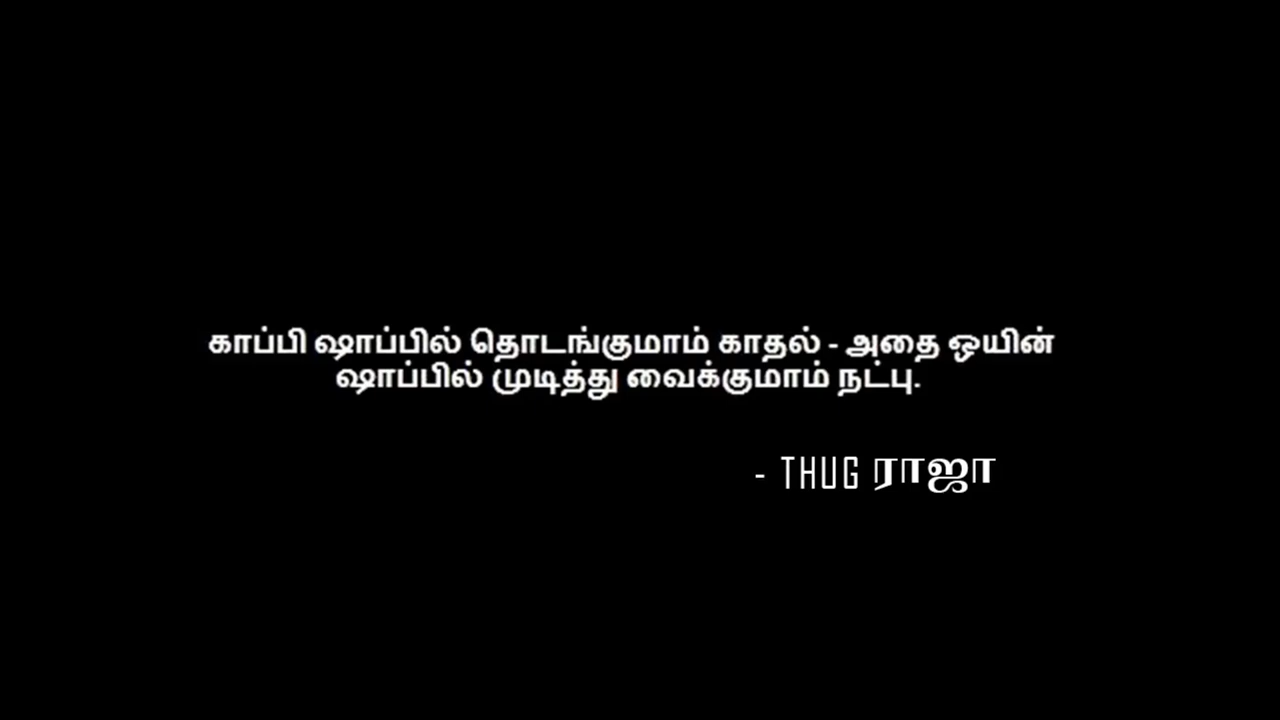 காப்பி ஷாப்பில் தொடங்குமாம் காதல் - அதை ஒயின்
ஷாப்பில் முடித்து வைக்குமாம் நட்பு.
- THUG ராஜா